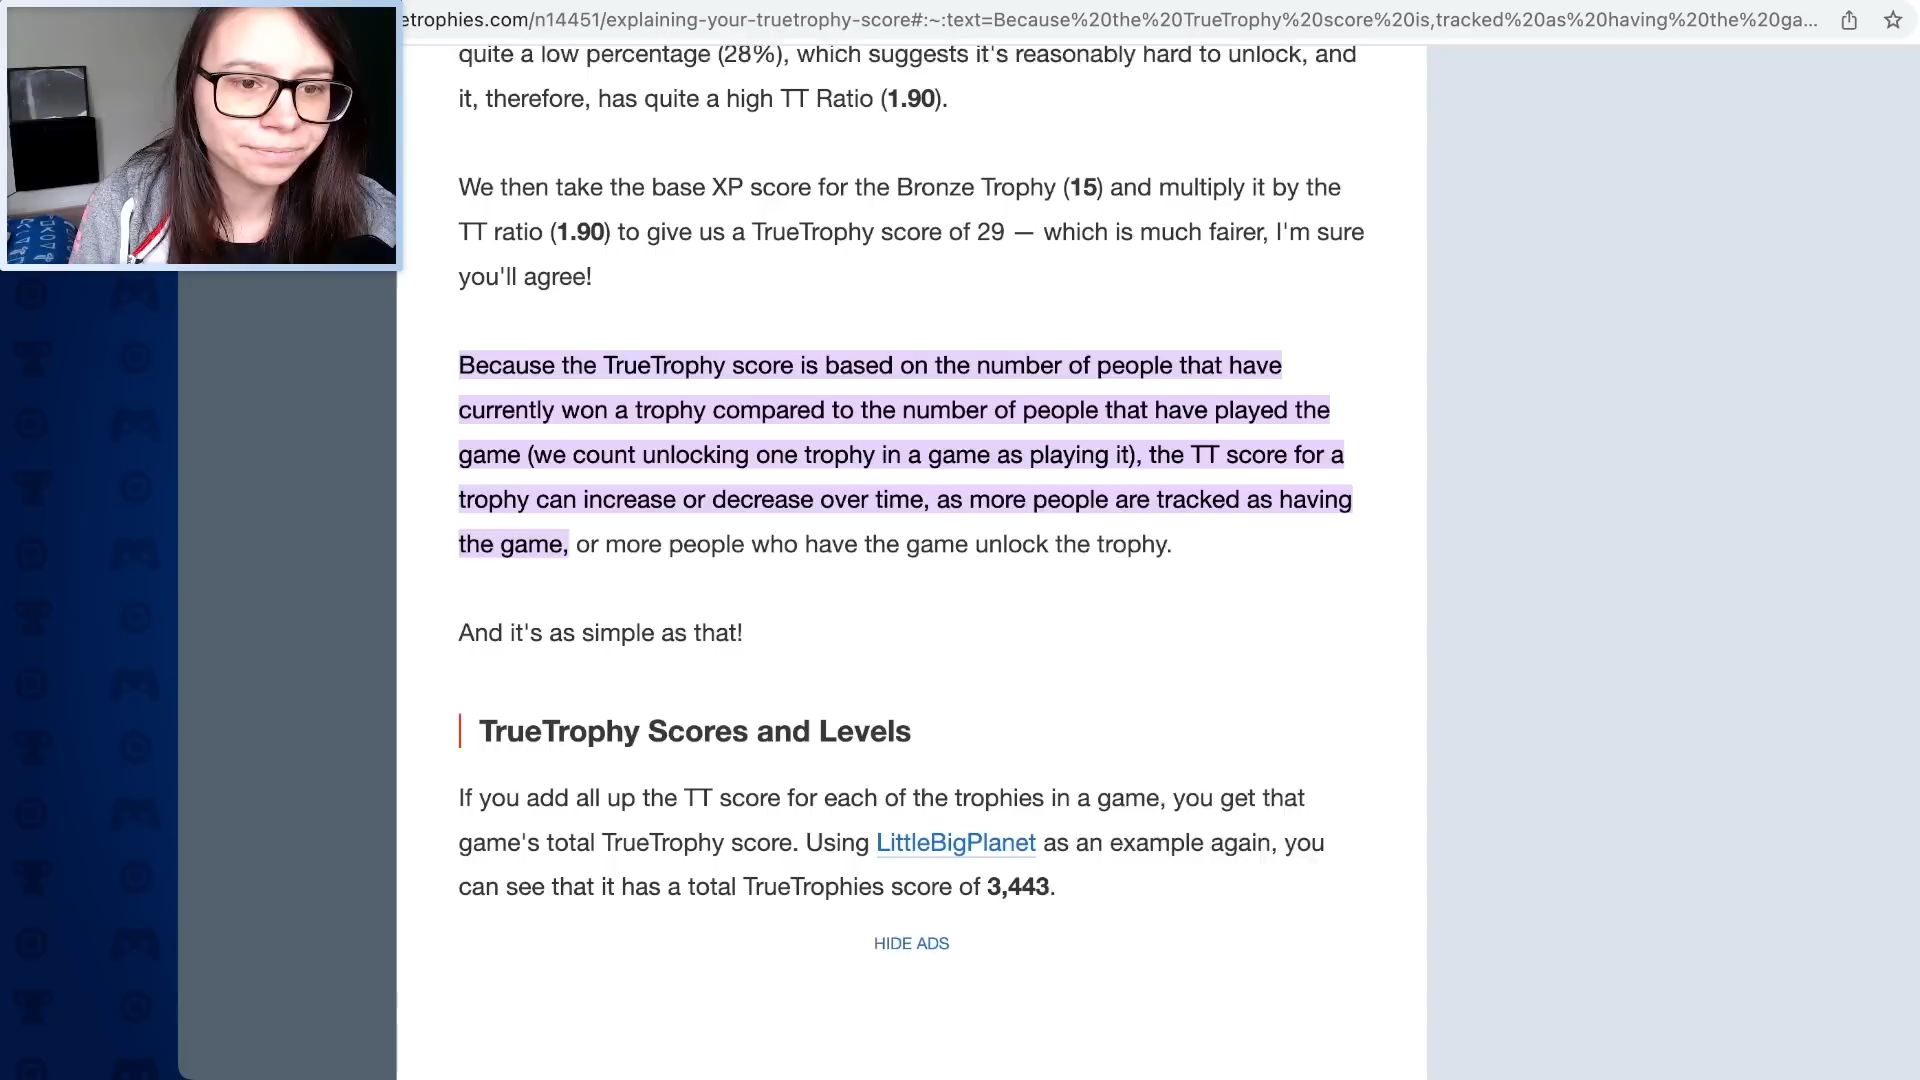 etrophies.com/n14451/explaining-your-truetrophy-score#:~:text=Because%20the%20TrueTrophy%20score%20is,tracked%20as%20having%20the%20ga...
quite a low percentage (28%), which suggests it's reasonably hard to unlock, and
it, therefore, has quite a high TT Ratio (1.90).
We then take the base XP score for the Bronze Trophy (15) and multiply it by the
TT ratio (1.90) to give us a TrueTrophy score of 29 — which is much fairer, I'm sure
you'll agree!
Because the TrueTrophy score is based on the number of people that have
currently won a trophy compared to the number of people that have played the
game (we count unlocking one trophy in a game as playing it), the TT score for a
trophy can increase or decrease over time, as more people are tracked as having
the game, or more people who have the game unlock the trophy.
And it's as simple as that!
TrueTrophy Scores and Levels
If you add all up the TT score for each of the trophies in a game, you get that
game's total TrueTrophy score. Using LittleBigPlanet as an example again, you
can see that it has a total TrueTrophies score of 3,443.
HIDE ADS